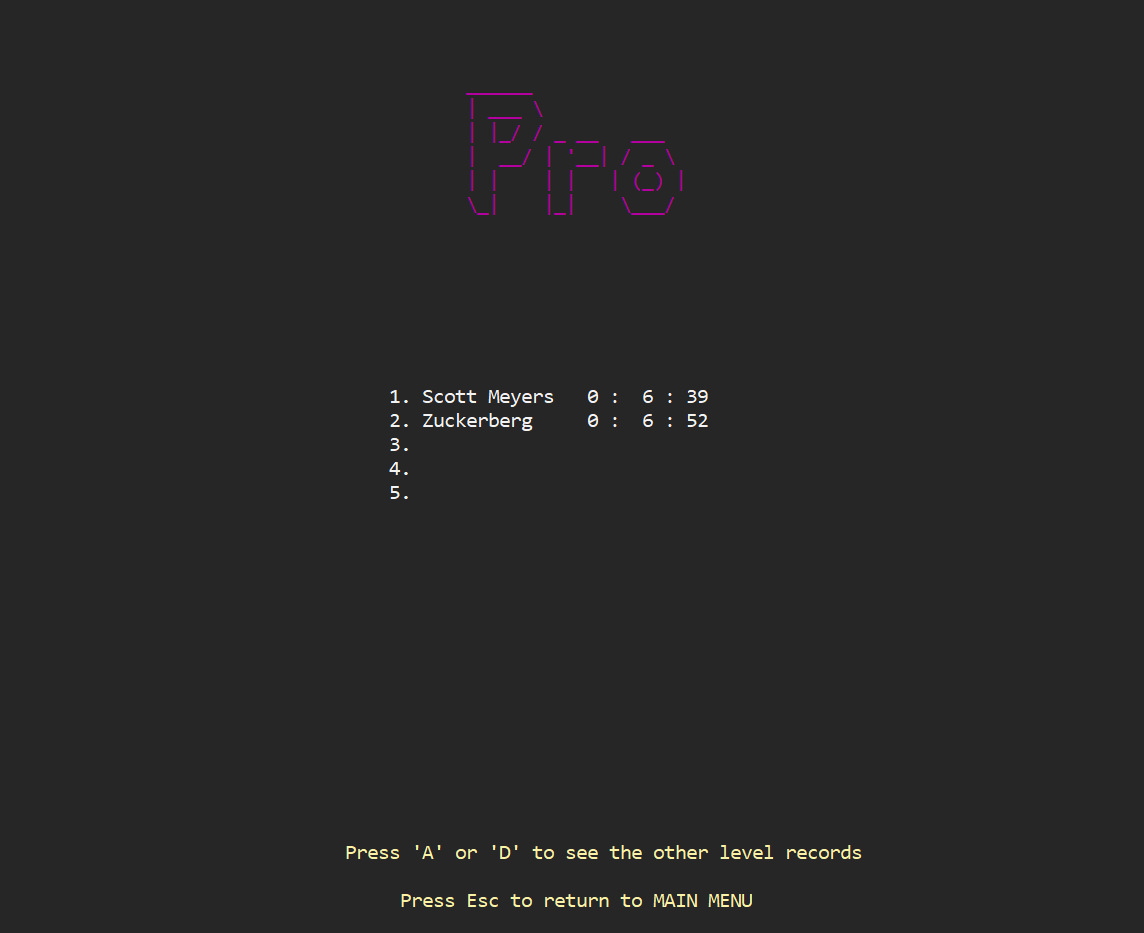 Pro
1. Scott Meyers   0 :  6 : 39
2. Zuckerberg     0 :  6 : 52
3.
4.
5.
Press 'A' or 'D' to see the other level records
Press Esc to return to MAIN MENU